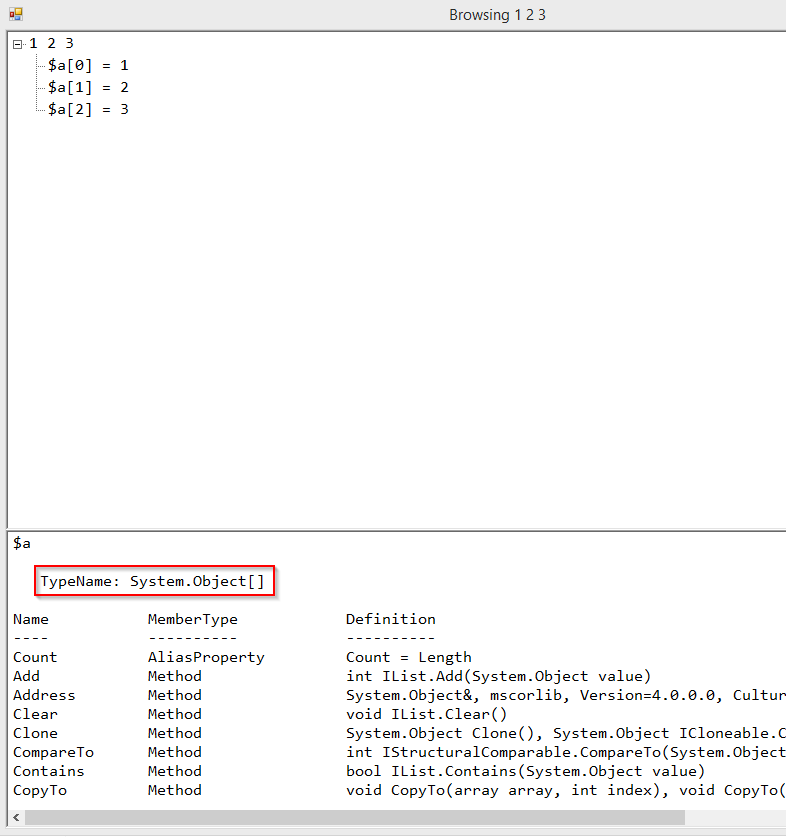 Browsing 1 2 3
1 2 3
$a[0] = 1
$a[1] = 2
$a[2] = 3
$a
TypeName: System.Object[]
Name MemberType Definition
---- ---------- ----------
Count AliasProperty Count = Length
Add Method int IList.Add(System.Object value)
Address Method System.Object&, mscorlib, Version=4.0.0.0, Cultur
Clear Method void IList.Clear()
Clone Method System.Object Clone(), System.Object ICloneable.C
CompareTo Method int IStructuralComparable.CompareTo(System.Object
Contains Method bool IList.Contains(System.Object value)
CopyTo Method void CopyTo(array array, int index), void CopyTo(